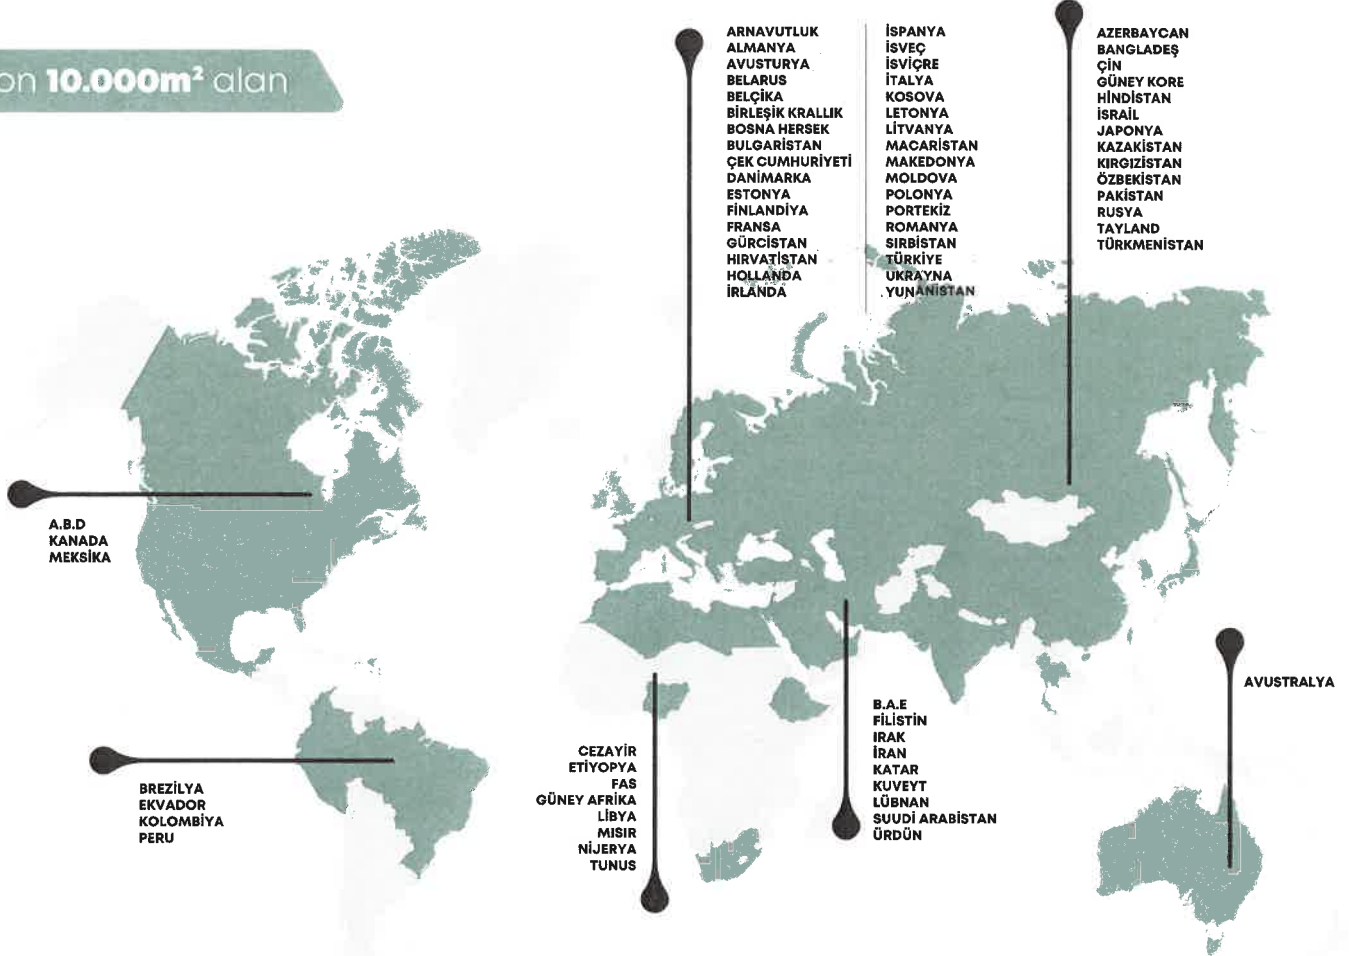 on 10.000m² alan
ARNAVUTLUK
ALMANYA
AVUSTURYA
BELARUS
BELÇİKA
BİRLEŞİK KRALLIK
BOSNA HERSEK
BULGARİSTAN
ÇEK CUMHURİYETİ
DANİMARKA
ESTONYA
FİNLANDİYA
FRANSA
GÜRCİSTAN
HIRVATİSTAN
HOLLANDA
İRLANDA
İSPANYA
İSVEÇ
İSVİÇRE
İTALYA
KOSOVA
LETONYA
LİTVANYA
MACARİSTAN
MAKEDONYA
MOLDOVA
POLONYA
PORTEKİZ
ROMANYA
SIRBİSTAN
TÜRKİYE
UKRAYNA
YUNANİSTAN
AZERBAYCAN
BANGLADEŞ
ÇİN
GÜNEY KORE
HİNDİSTAN
İSRAİL
JAPONYA
KAZAKİSTAN
KIRGIZİSTAN
ÖZBEKİSTAN
PAKİSTAN
RUSYA
TAYLAND
TÜRKMENİSTAN
A.B.D
KANADA
MEKSİKA
BREZİLYA
EKVADOR
KOLOMBİYA
PERU
CEZAYİR
ETİYOPYA
FAS
GÜNEY AFRİKA
LİBYA
MISIR
NİJERYA
TUNUS
B.A.E
FİLİSTİN
IRAK
İRAN
KATAR
KUVEYT
LÜBNAN
SUUDİ ARABİSTAN
ÜRDÜN
AVUSTRALYA